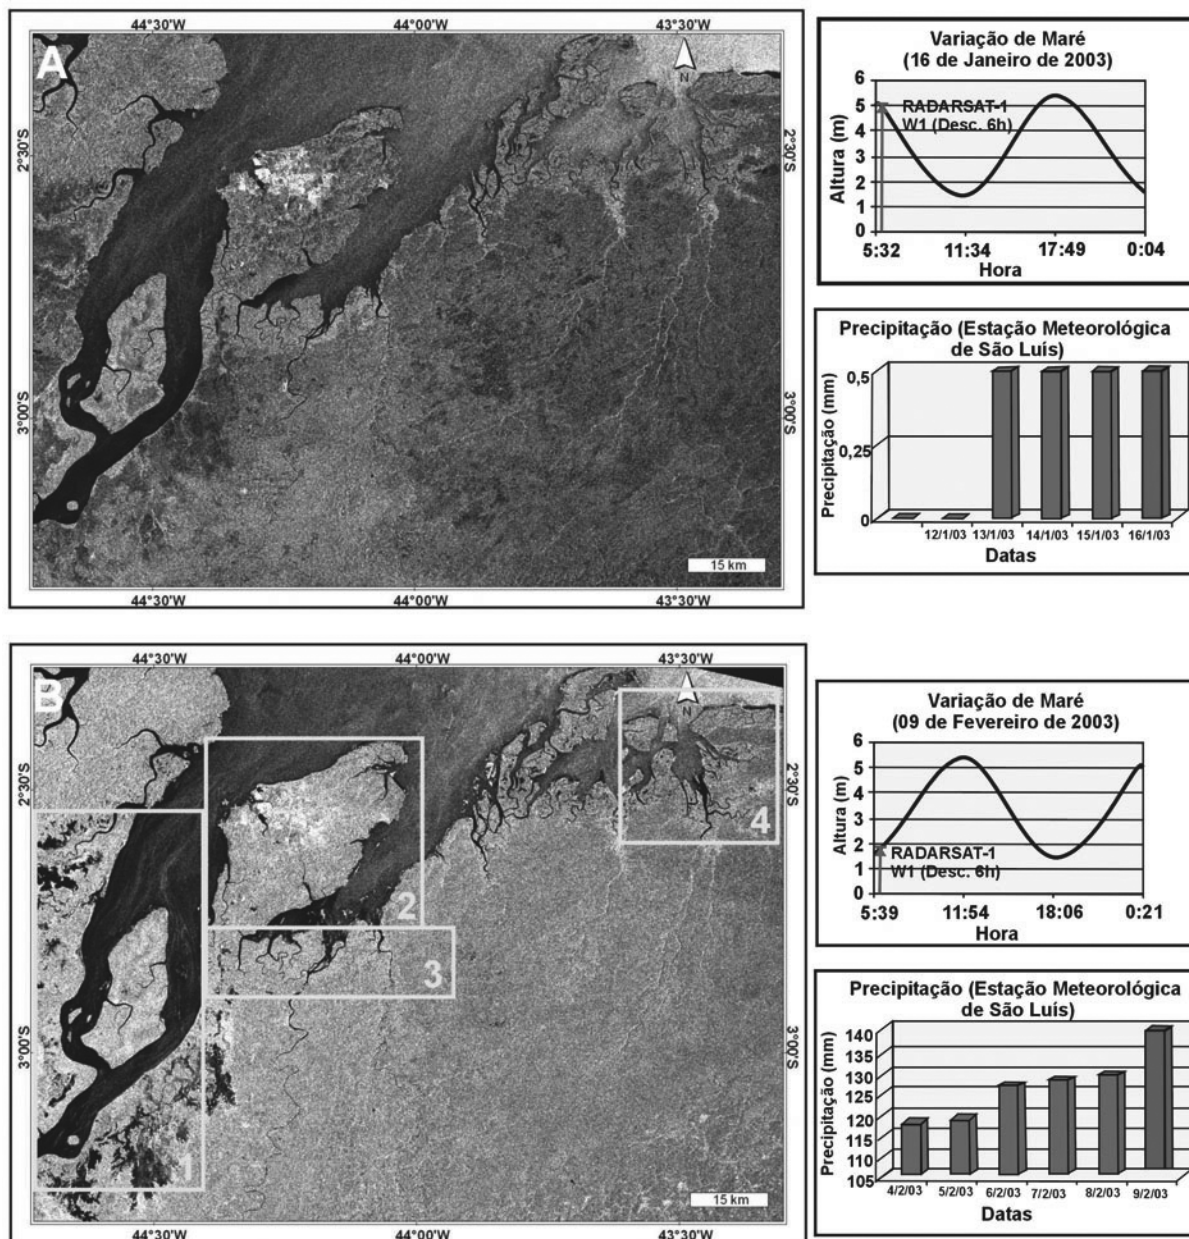 44°30'W 44°00'W 43°30'W
A
N
2°30'S
2°30'S
3°00'S
3°00'S
15 km
44°30'W 44°00'W 43°30'W
Variação de Maré
(16 de Janeiro de 2003)
Altura (m)
6
5
4
3
2
1
0
RADARSAT-1
W1 (Desc. 6h)
5:32 11:34 17:49 0:04
Hora
Precipitação (Estação Meteorológica
de São Luís)
Precipitação (mm)
0,5
0,25
0
12/1/03 13/1/03 14/1/03 15/1/03 16/1/03
Datas
44°30'W 44°00'W 43°30'W
B
N
2°30'S
2°30'S
3°00'S
3°00'S
1
2
3
4
15 km
44°30'W 44°00'W 43°30'W
Variação de Maré
(09 de Fevereiro de 2003)
Altura (m)
6
5
4
3
2
1
0
RADARSAT-1
W1 (Desc. 6h)
5:39 11:54 18:06 0:21
Hora
Precipitação (Estação Meteorológica
de São Luís)
Precipitação (mm)
140
135
130
125
120
115
110
105
4/2/03 5/2/03 6/2/03 7/2/03 8/2/03 9/2/03
Datas